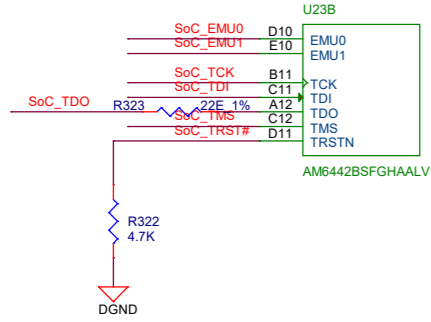 U23B
SoC_EMU0 D10 EMU0
SoC_EMU1 E10 EMU1
SoC_TCK B11 TCK
SoC_TDI C11 TDI
SoC_TDO R323 22E_1% A12 TDO
SoC_TMS C12 TMS
SoC_TRST# D11 TRSTN
AM6442BSFGHAALV
R322
4.7K
DGND